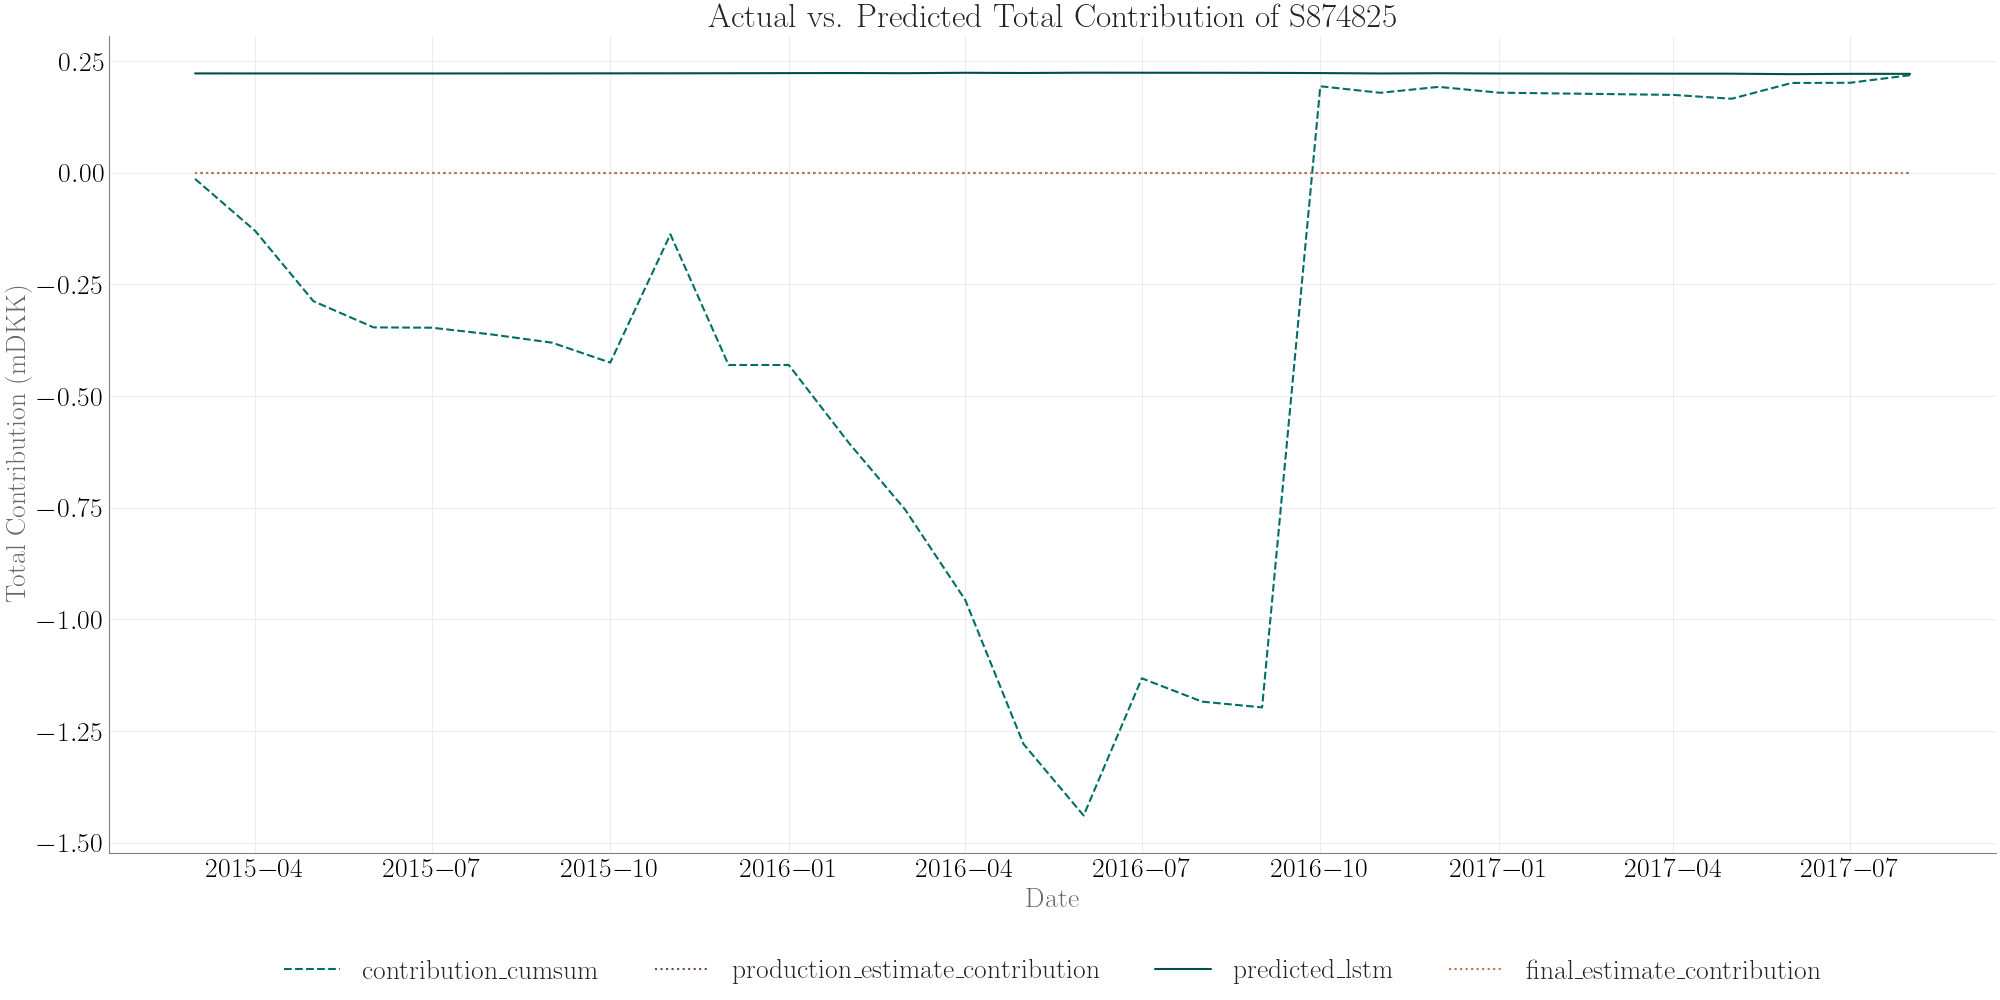 Actual vs. Predicted Total Contribution of S874825
Total Contribution (mDKK)
0.25
0.00
−0.25
−0.50
−0.75
−1.00
−1.25
−1.50
2015−04 2015−07 2015−10 2016−01 2016−04 2016−07 2016−10 2017−01 2017−04 2017−07
Date
contribution_cumsum production_estimate_contribution predicted_lstm final_estimate_contribution